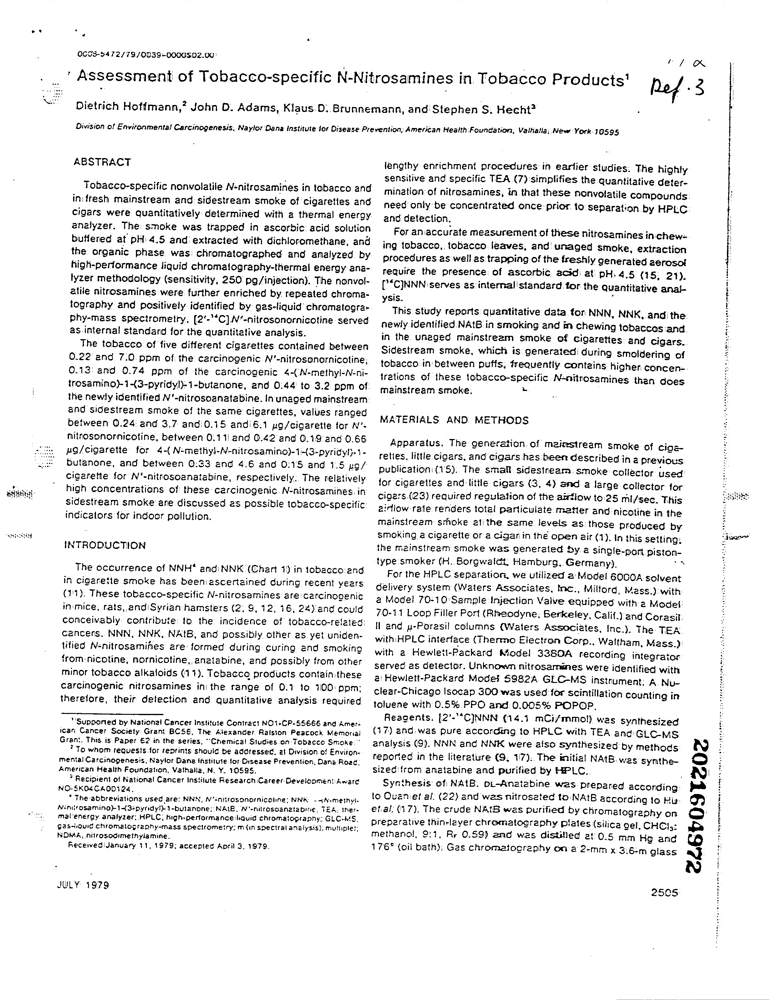 0008-5472/79/0039-0000$02.00
Assessment of Tobacco-specific N-Nitrosamines in Tobacco Products¹
Ref. 3
Dietrich Hoffmann,² John D. Adams, Klaus D. Brunnemann, and Stephen S. Hecht³
Division of Environmental Carcinogenesis, Naylor Dana Institute for Disease Prevention, American Health Foundation, Valhalla, New York 10595
ABSTRACT
Tobacco-specific nonvolatile N-nitrosamines in tobacco and
in fresh mainstream and sidestream smoke of cigarettes and
cigars were quantitatively determined with a thermal energy
analyzer. The smoke was trapped in ascorbic acid solution
buffered at pH 4.5 and extracted with dichloromethane, and
the organic phase was chromatographed and analyzed by
high-performance liquid chromatography-thermal energy ana-
lyzer methodology (sensitivity, 250 pg/injection). The nonvol-
atile nitrosamines were further enriched by repeated chroma-
tography and positively identified by gas-liquid chromatogra-
phy-mass spectrometry. [2'-¹⁴C]N'-nitrosonornicotine served
as internal standard for the quantitative analysis.
The tobacco of five different cigarettes contained between
0.22 and 7.0 ppm of the carcinogenic N'-nitrosonornicotine,
0.13 and 0.74 ppm of the carcinogenic 4-(N-methyl-N-ni-
trosamino)-1-(3-pyridyl)-1-butanone, and 0.44 to 3.2 ppm of
the newly identified N'-nitrosoanatabine. In unaged mainstream
and sidestream smoke of the same cigarettes, values ranged
between 0.24 and 3.7 and 0.15 and 6.1 µg/cigarette for N'-
nitrosonornicotine, between 0.11 and 0.42 and 0.19 and 0.66
µg/cigarette for 4-(N-methyl-N-nitrosamino)-1-(3-pyridyl)-1-
butanone, and between 0.33 and 4.6 and 0.15 and 1.5 µg/
cigarette for N'-nitrosoanatabine, respectively. The relatively
high concentrations of these carcinogenic N-nitrosamines in
sidestream smoke are discussed as possible tobacco-specific
indicators for indoor pollution.
INTRODUCTION
The occurrence of NNH⁴ and NNK (Chart 1) in tobacco and
in cigarette smoke has been ascertained during recent years
(11). These tobacco-specific N-nitrosamines are carcinogenic
in mice, rats, and Syrian hamsters (2, 9, 12, 16, 24) and could
conceivably contribute to the incidence of tobacco-related
cancers. NNN, NNK, NAtB, and possibly other as yet uniden-
tified N-nitrosamines are formed during curing and smoking
from nicotine, nornicotine, anatabine, and possibly from other
minor tobacco alkaloids (11). Tobacco products contain these
carcinogenic nitrosamines in the range of 0.1 to 100 ppm;
therefore, their detection and quantitative analysis required
¹ Supported by National Cancer Institute Contract NO1-CP-55666 and Amer-
ican Cancer Society Grant BC56, The Alexander Ralston Peacock Memorial
Grant. This is Paper 62 in the series, "Chemical Studies on Tobacco Smoke."
² To whom requests for reprints should be addressed, at Division of Environ-
mental Carcinogenesis, Naylor Dana Institute for Disease Prevention, Dana Road,
American Health Foundation, Valhalla, N. Y. 10595.
³ Recipient of National Cancer Institute Research Career Development Award
NO-5K04CA00124.
⁴ The abbreviations used are: NNN, N'-nitrosonornicotine; NNK, 4-(N-methyl-
N-nitrosamino)-1-(3-pyridyl)-1-butanone; NAtB, N'-nitrosoanatabine, TEA, ther-
mal energy analyzer; HPLC, high-performance liquid chromatography; GLC-MS,
gas-liquid chromatography-mass spectrometry; m (in spectral analysis), multiplet;
NDMA, nitrosodimethylamine.
Received January 11, 1979; accepted April 3, 1979.
lengthy enrichment procedures in earlier studies. The highly
sensitive and specific TEA (7) simplifies the quantitative deter-
mination of nitrosamines, in that these nonvolatile compounds
need only be concentrated once prior to separation by HPLC
and detection.
For an accurate measurement of these nitrosamines in chew-
ing tobacco, tobacco leaves, and unaged smoke, extraction
procedures as well as trapping of the freshly generated aerosol
require the presence of ascorbic acid at pH 4.5 (15, 21).
[¹⁴C]NNN serves as internal standard for the quantitative anal-
ysis.
This study reports quantitative data for NNN, NNK, and the
newly identified NAtB in smoking and in chewing tobaccos and
in the unaged mainstream smoke of cigarettes and cigars.
Sidestream smoke, which is generated during smoldering of
tobacco in between puffs, frequently contains higher concen-
trations of these tobacco-specific N-nitrosamines than does
mainstream smoke.
MATERIALS AND METHODS
Apparatus. The generation of mainstream smoke of ciga-
rettes, little cigars, and cigars has been described in a previous
publication (15). The small sidestream smoke collector used
for cigarettes and little cigars (3, 4) and a large collector for
cigars (23) required regulation of the airflow to 25 ml/sec. This
airflow rate renders total particulate matter and nicotine in the
mainstream smoke at the same levels as those produced by
smoking a cigarette or a cigar in the open air (1). In this setting,
the mainstream smoke was generated by a single-port piston-
type smoker (H. Borgwaldt, Hamburg, Germany).
For the HPLC separation, we utilized a Model 6000A solvent
delivery system (Waters Associates, Inc., Milford, Mass.) with
a Model 70-10 Sample Injection Valve equipped with a Model
70-11 Loop Filler Port (Rheodyne, Berkeley, Calif.) and Corasil
II and µ-Porasil columns (Waters Associates, Inc.). The TEA
with HPLC interface (Thermo Electron Corp., Waltham, Mass.)
with a Hewlett-Packard Model 3380A recording integrator
served as detector. Unknown nitrosamines were identified with
a Hewlett-Packard Model 5982A GLC-MS instrument. A Nu-
clear-Chicago Isocap 300 was used for scintillation counting in
toluene with 0.5% PPO and 0.005% POPOP.
Reagents. [2'-¹⁴C]NNN (14.1 mCi/mmol) was synthesized
(17) and was pure according to HPLC with TEA and GLC-MS
analysis (9). NNN and NNK were also synthesized by methods
reported in the literature (9, 17). The initial NAtB was synthe-
sized from anatabine and purified by HPLC.
Synthesis of NAtB. DL-Anatabine was prepared according
to Quan et al. (22) and was nitrosated to NAtB according to Hu
et al. (17). The crude NAtB was purified by chromatography on
preparative thin-layer chromatography plates (silica gel, CHCl₃:
methanol, 9:1, Rf 0.59) and was distilled at 0.5 mm Hg and
176° (oil bath). Gas chromatography on a 2-mm x 3.6-m glass
2021604972
JULY 1979
2505